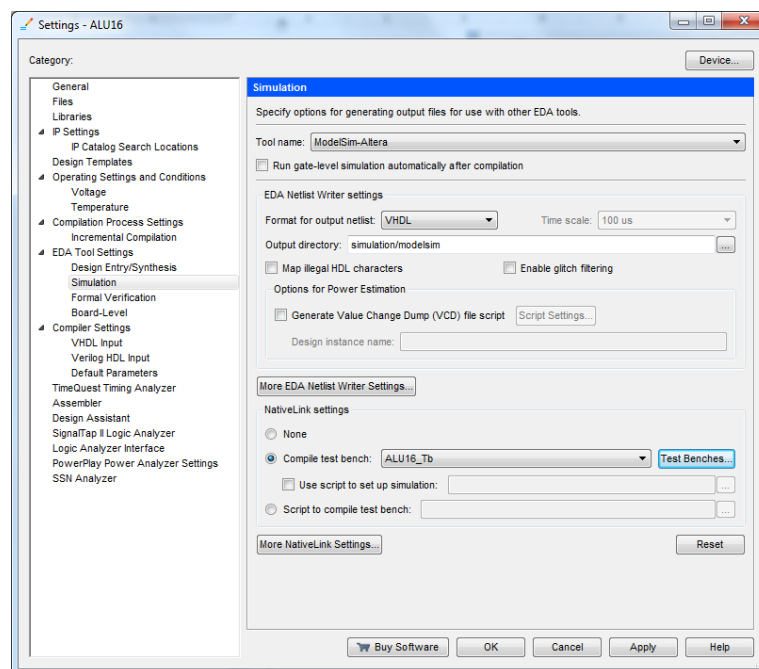 Settings - ALU16
Category:
Device...
General
Files
Libraries
IP Settings
IP Catalog Search Locations
Design Templates
Operating Settings and Conditions
Voltage
Temperature
Compilation Process Settings
Incremental Compilation
EDA Tool Settings
Design Entry/Synthesis
Simulation
Formal Verification
Board-Level
Compiler Settings
VHDL Input
Verilog HDL Input
Default Parameters
TimeQuest Timing Analyzer
Assembler
Design Assistant
SignalTap II Logic Analyzer
Logic Analyzer Interface
PowerPlay Power Analyzer Settings
SSN Analyzer
Simulation
Specify options for generating output files for use with other EDA tools.
Tool name: ModelSim-Altera
Run gate-level simulation automatically after compilation
EDA Netlist Writer settings
Format for output netlist: VHDL Time scale: 100 us
Output directory: simulation/modelsim ...
Map illegal HDL characters Enable glitch filtering
Options for Power Estimation
Generate Value Change Dump (VCD) file script Script Settings...
Design instance name:
More EDA Netlist Writer Settings...
NativeLink settings
None
Compile test bench: ALU16_Tb Test Benches...
Use script to set up simulation: ...
Script to compile test bench: ...
More NativeLink Settings... Reset
Buy Software OK Cancel Apply Help